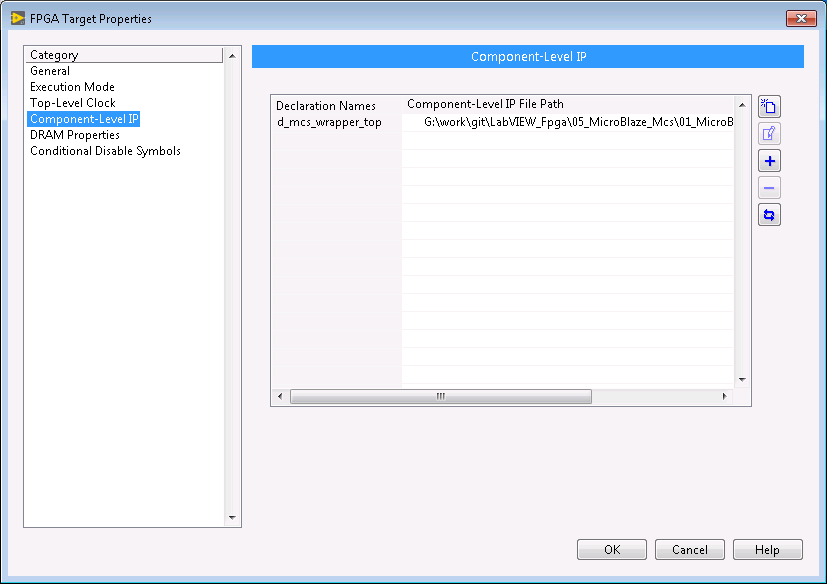 FPGA Target Properties
Category
General
Execution Mode
Top-Level Clock
Component-Level IP
DRAM Properties
Conditional Disable Symbols
Component-Level IP
Declaration Names Component-Level IP File Path
d_mcs_wrapper_top G:\work\git\LabVIEW_Fpga\05_MicroBlaze_Mcs\01_MicroB
OK Cancel Help